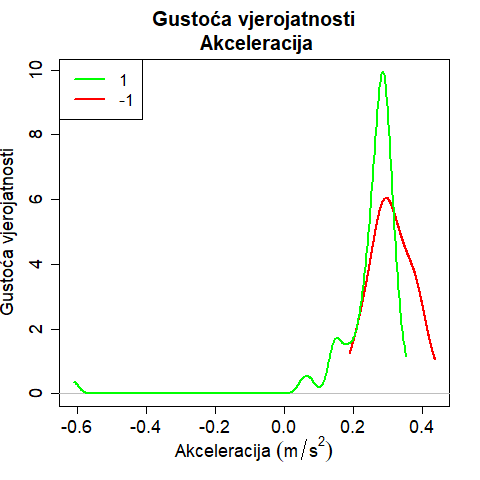 Gustoća vjerojatnosti
Akceleracija
1
-1
Gustoća vjerojatnosti
10
8
6
4
2
0
-0.6 -0.4 -0.2 0.0 0.2 0.4
Akceleracija (m/s²)